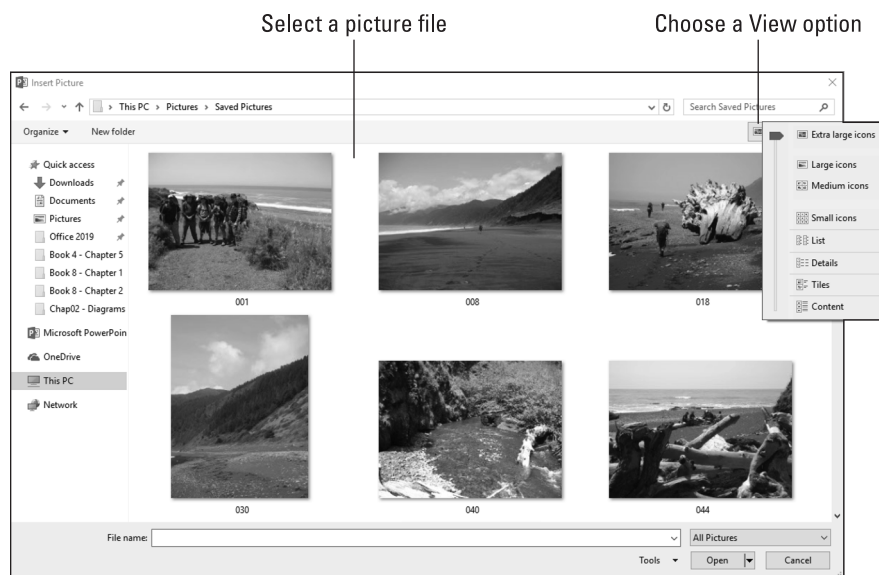 Select a picture file
Choose a View option
Insert Picture
This PC > Pictures > Saved Pictures
Search Saved Pictures
Organize
New folder
Extra large icons
Large icons
Medium icons
Small icons
List
Details
Tiles
Content
Quick access
Downloads
Documents
Pictures
Office 2019
Book 4 - Chapter 5
Book 8 - Chapter 1
Book 8 - Chapter 2
Chap02 - Diagrams
Microsoft PowerPoin
OneDrive
This PC
Network
001
008
018
030
040
044
File name:
All Pictures
Tools
Open
Cancel